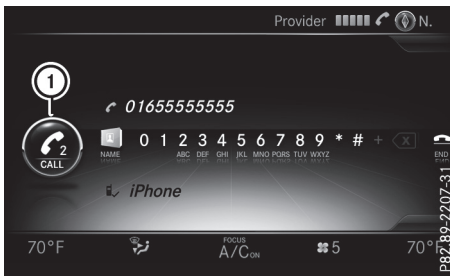 Provider N.
1
01655555555
2
CALL
NAME
0 1 2 3 4 5 6 7 8 9 * # +
ABC DEF GHI JKL MNO PQRS TUV WXYZ
X
END
iPhone
70°F
FOCUS
A/C ON
5
70°F
P82.89-2207-31